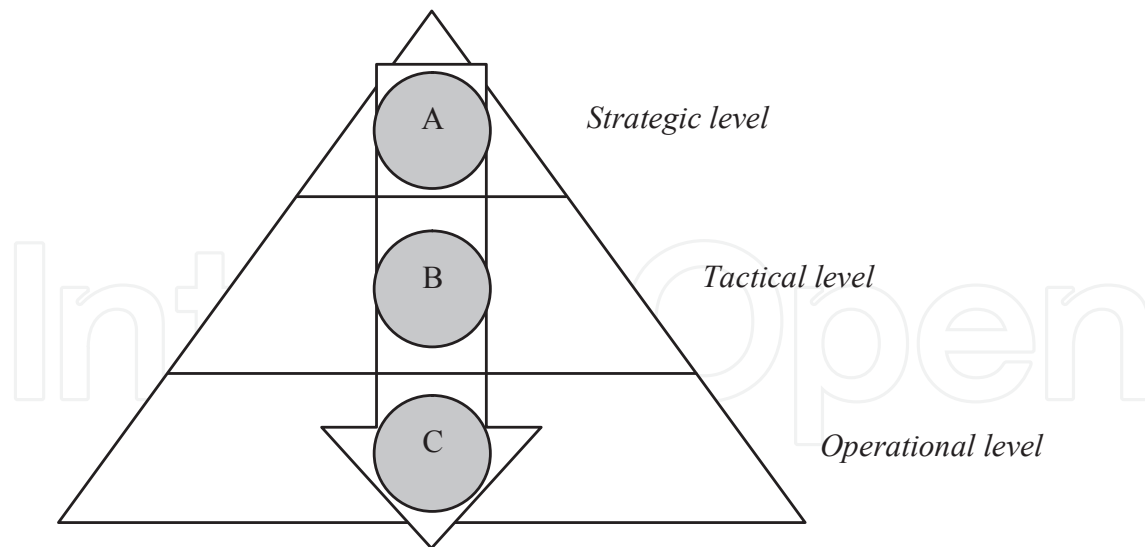 A
Strategic level
B
Tactical level
C
Operational level